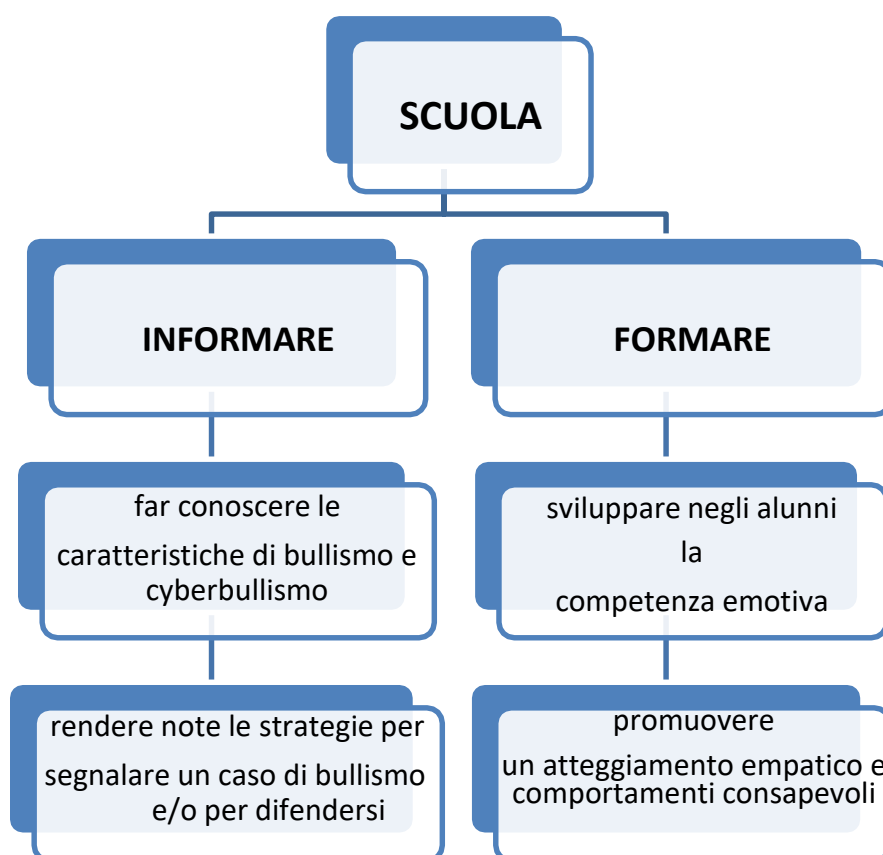 SCUOLA
INFORMARE
FORMARE
far conoscere le
caratteristiche di bullismo e
cyberbullismo
sviluppare negli alunni
la
competenza emotiva
rendere note le strategie per
segnalare un caso di bullismo
e/o per difendersi
promuovere
un atteggiamento empatico e
comportamenti consapevoli